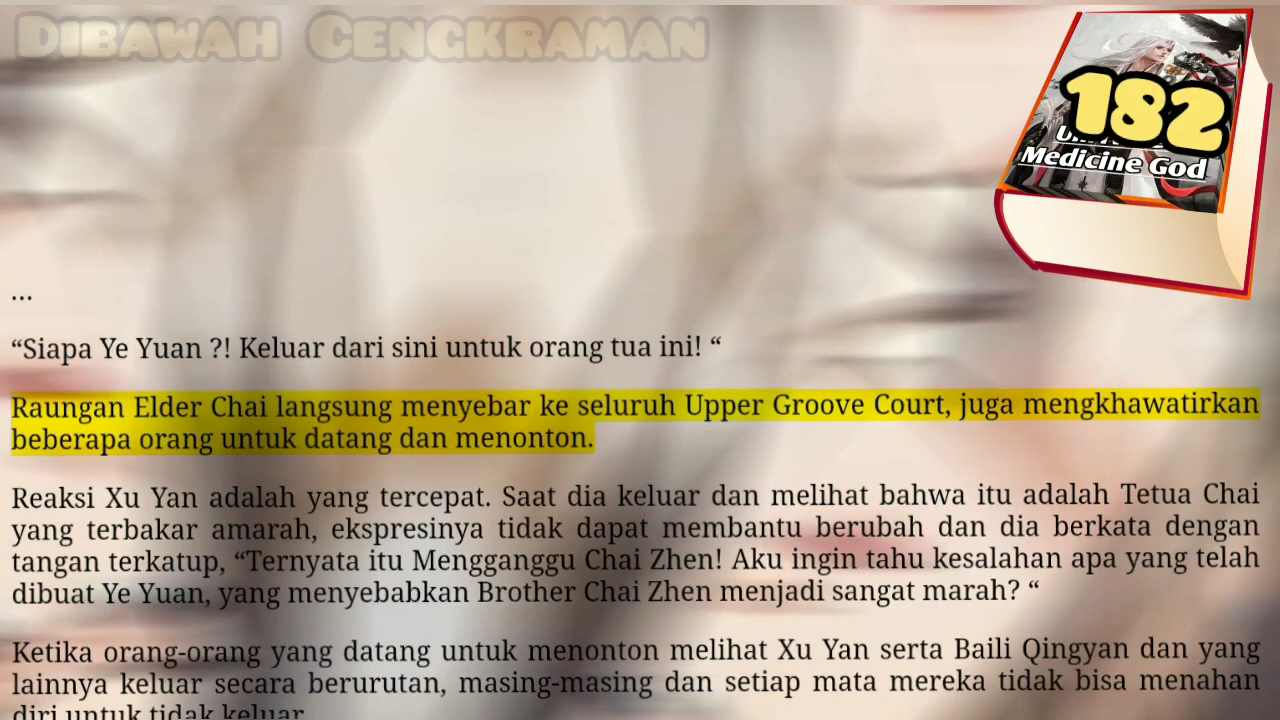 DIBAWAH CENGKRAMAN
182
Medicine God
...
“Siapa Ye Yuan ?! Keluar dari sini untuk orang tua ini! “
Raungan Elder Chai langsung menyebar ke seluruh Upper Groove Court, juga mengkhawatirkan
beberapa orang untuk datang dan menonton.
Reaksi Xu Yan adalah yang tercepat. Saat dia keluar dan melihat bahwa itu adalah Tetua Chai
yang terbakar amarah, ekspresinya tidak dapat membantu berubah dan dia berkata dengan
tangan terkatup, “Ternyata itu Mengganggu Chai Zhen! Aku ingin tahu kesalahan apa yang telah
dibuat Ye Yuan, yang menyebabkan Brother Chai Zhen menjadi sangat marah? “
Ketika orang-orang yang datang untuk menonton melihat Xu Yan serta Baili Qingyan dan yang
lainnya keluar secara berurutan, masing-masing dan setiap mata mereka tidak bisa menahan
diri untuk tidak keluar.